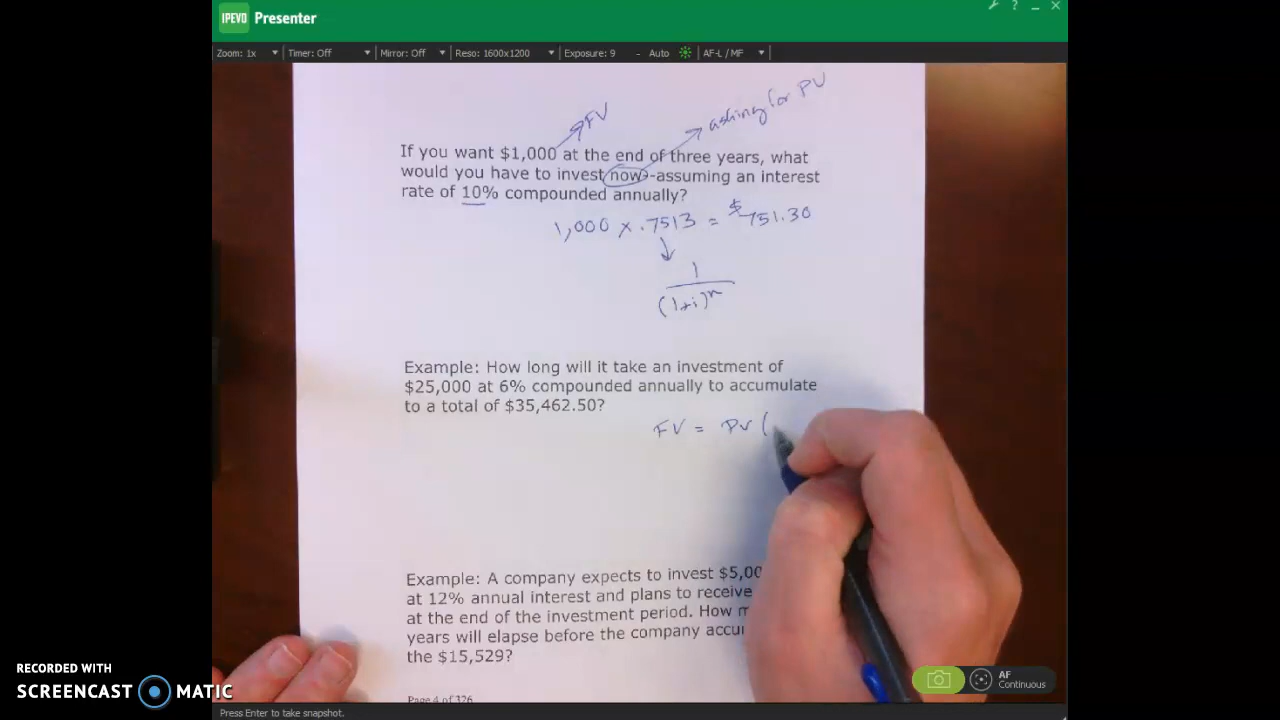 IPEVO Presenter
Zoom: 1x Timer: Off Mirror: Off Reso: 1600x1200 Exposure: 9 - Auto AF-L / MF
FV
asking for PV
If you want $1,000 at the end of three years, what
would you have to invest now--assuming an interest
rate of 10% compounded annually?
1,000 x .7513 = $751.30
1
(1+i)^n
Example: How long will it take an investment of
$25,000 at 6% compounded annually to accumulate
to a total of $35,462.50?
FV = PV (
Example: A company expects to invest $5,00
at 12% annual interest and plans to receive
at the end of the investment period. How m
years will elapse before the company accu
the $15,529?
Page 4 of 326
RECORDED WITH
SCREENCAST MATIC
AF
Continuous
Press Enter to take snapshot.